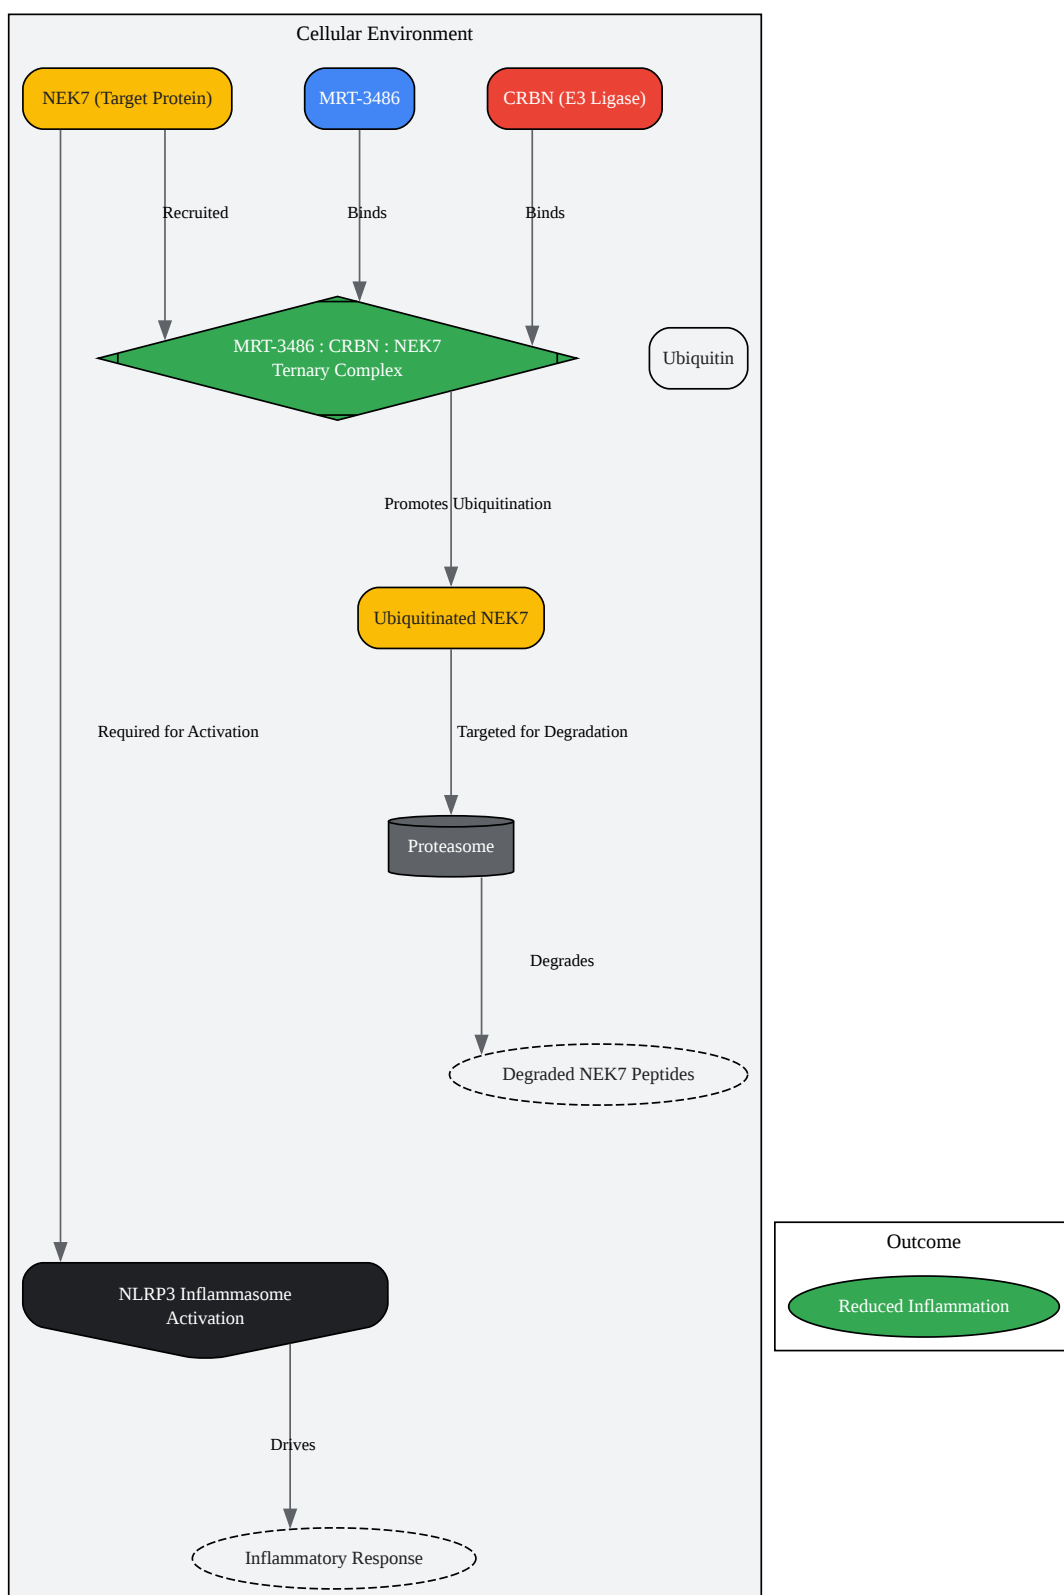 Cellular Environment
NEK7 (Target Protein)
MRT-3486
CRBN (E3 Ligase)
Recruited
Binds
Binds
MRT-3486 : CRBN : NEK7
Ternary Complex
Ubiquitin
Promotes Ubiquitination
Ubiquitinated NEK7
Required for Activation
Targeted for Degradation
Proteasome
Degrades
Degraded NEK7 Peptides
Outcome
Reduced Inflammation
NLRP3 Inflammasome
Activation
Drives
Inflammatory Response